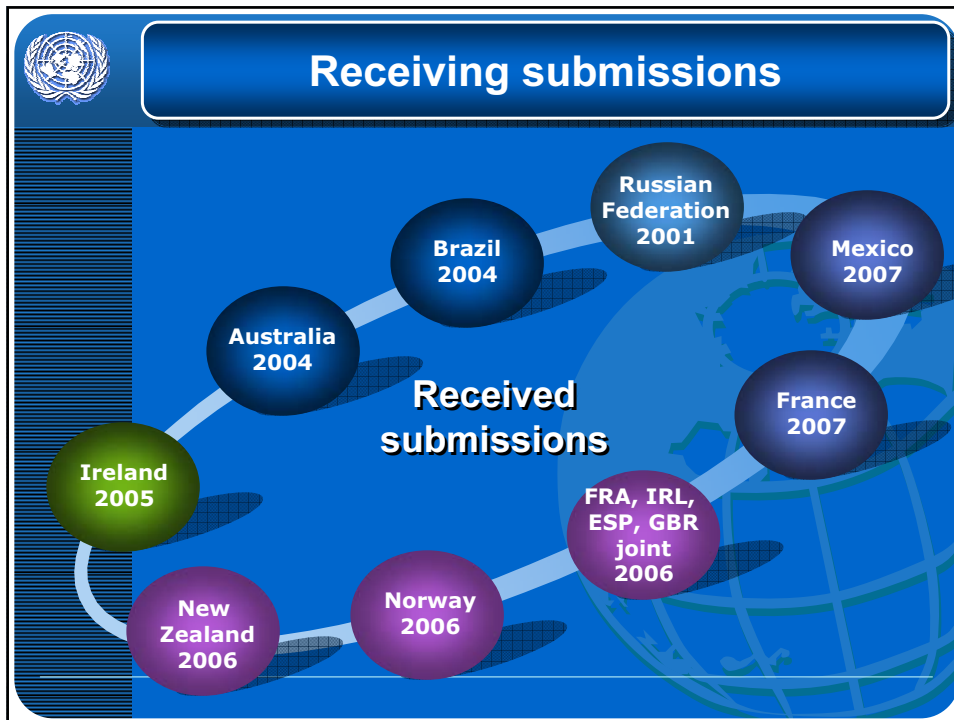 Receiving submissions
Russian
Federation
2001
Brazil
2004
Mexico
2007
Australia
2004
Received
submissions
France
2007
Ireland
2005
FRA, IRL,
ESP, GBR
joint
2006
Norway
2006
New
Zealand
2006